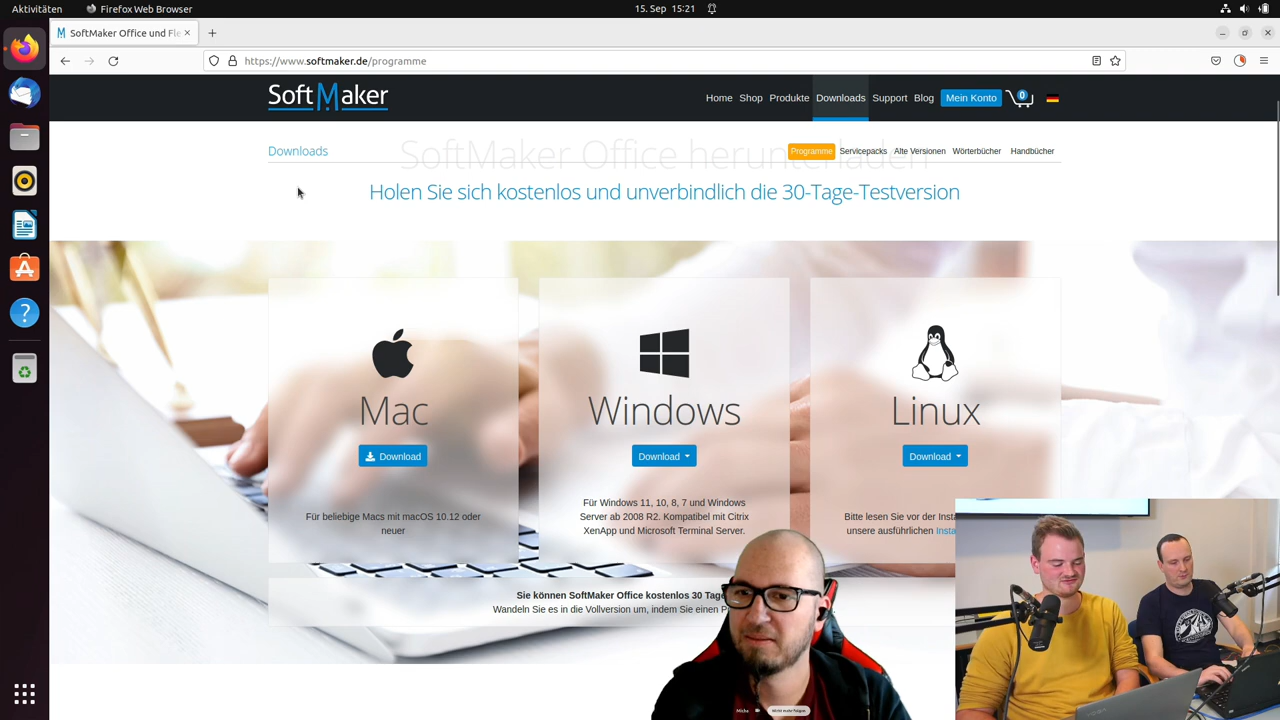 Aktivitäten
Firefox Web Browser
15. Sep 15:21
SoftMaker Office und Fle
https://www.softmaker.de/programme
SoftMaker
Home
Shop
Produkte
Downloads
Support
Blog
Mein Konto
0
Downloads
SoftMaker Office herunterladen
Programme
Servicepacks
Alte Versionen
Wörterbücher
Handbücher
Holen Sie sich kostenlos und unverbindlich die 30-Tage-Testversion
Mac
Download
Für beliebige Macs mit macOS 10.12 oder
neuer
Windows
Download
Für Windows 11, 10, 8, 7 und Windows
Server ab 2008 R2. Kompatibel mit Citrix
XenApp und Microsoft Terminal Server.
Linux
Download
Bitte lesen Sie vor der Insta
unsere ausführlichen Insta
Sie können SoftMaker Office kostenlos 30 Tage
Wandeln Sie es in die Vollversion um, indem Sie einen P
Micha